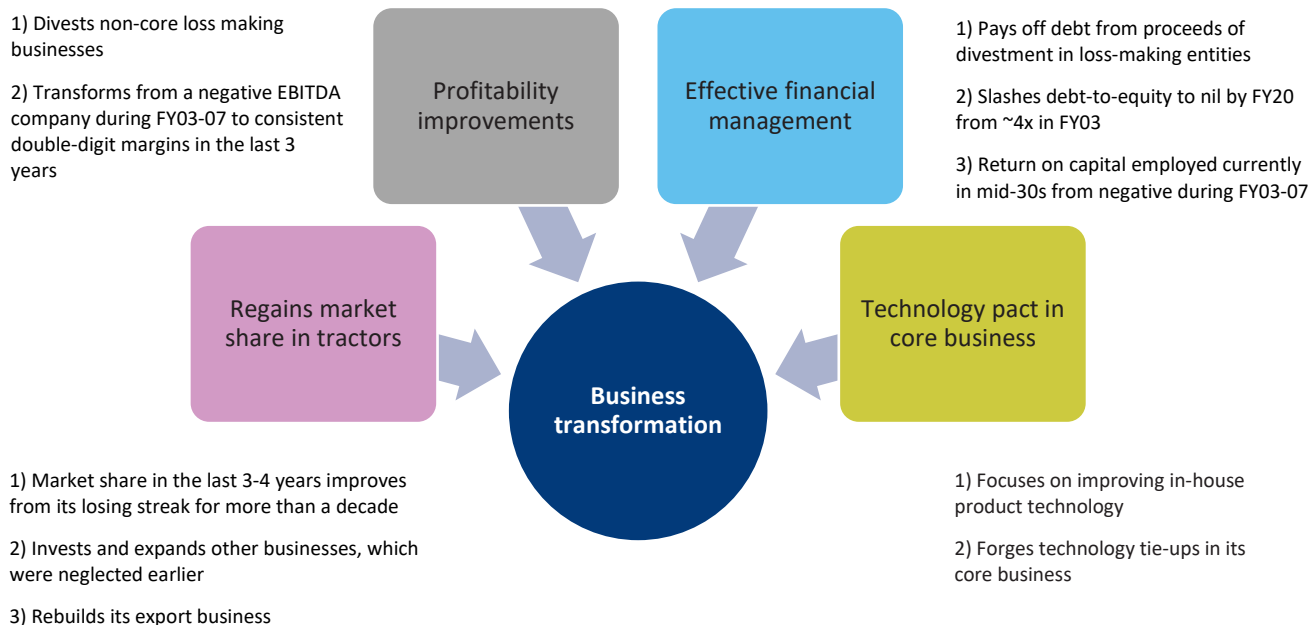 1) Divests non-core loss making
businesses
2) Transforms from a negative EBITDA
company during FY03-07 to consistent
double-digit margins in the last 3
years
Profitability
improvements
Effective financial
management
1) Pays off debt from proceeds of
divestment in loss-making entities
2) Slashes debt-to-equity to nil by FY20
from ~4x in FY03
3) Return on capital employed currently
in mid-30s from negative during FY03-07
Regains market
share in tractors
Technology pact in
core business
Business
transformation
1) Market share in the last 3-4 years improves
from its losing streak for more than a decade
2) Invests and expands other businesses, which
were neglected earlier
3) Rebuilds its export business
1) Focuses on improving in-house
product technology
2) Forges technology tie-ups in its
core business